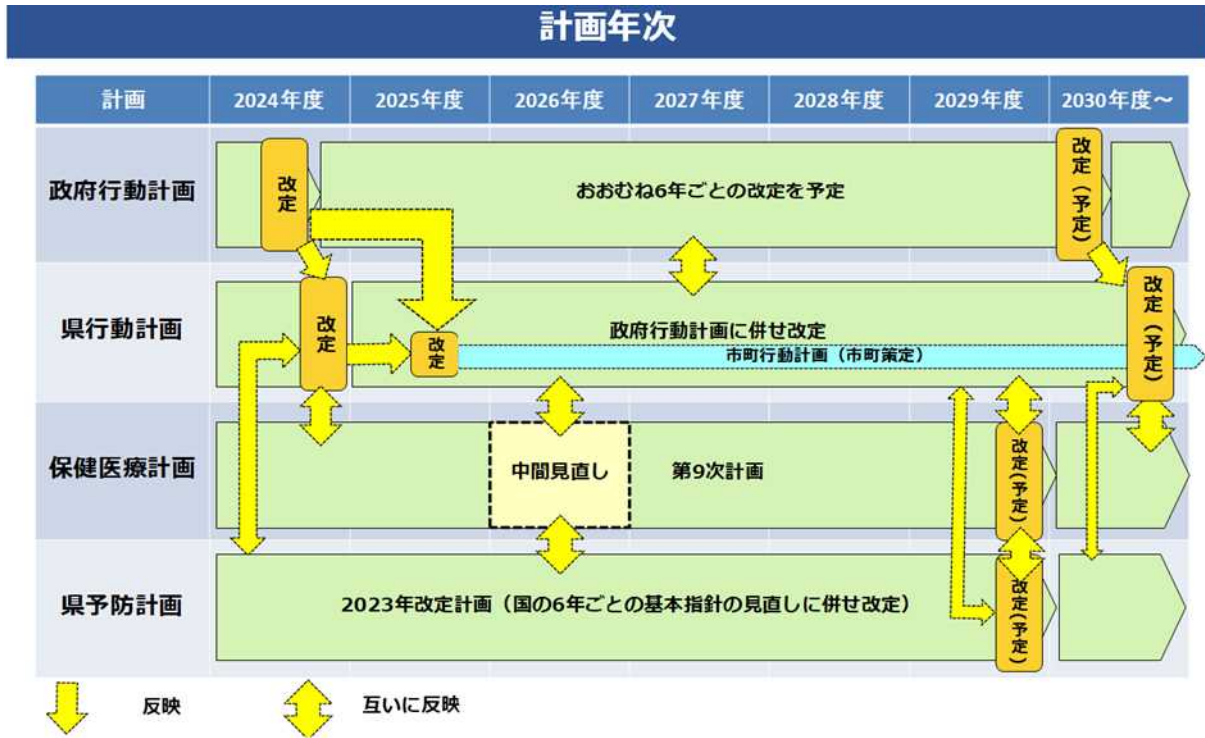 計画年次
計画
2024年度
2025年度
2026年度
2027年度
2028年度
2029年度
2030年度～
政府行動計画
改定
おおむね6年ごとの改定を予定
改定（予定）
県行動計画
改定
改定
政府行動計画に併せ改定
市町行動計画（市町策定）
改定（予定）
保健医療計画
中間見直し
第9次計画
改定(予定)
県予防計画
2023年改定計画（国の6年ごとの基本指針の見直しに併せ改定）
改定(予定)
反映
互いに反映